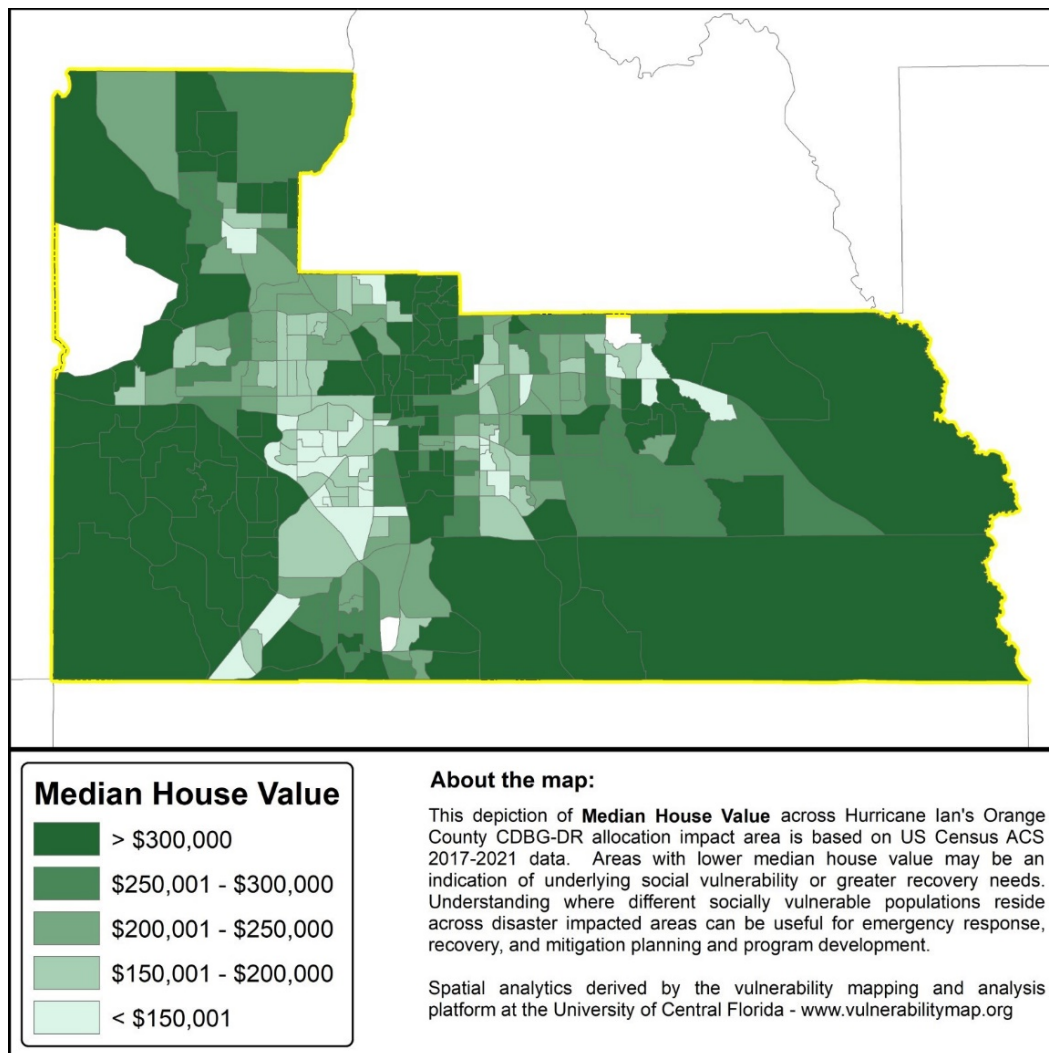 Median House Value
> $300,000
$250,001 - $300,000
$200,001 - $250,000
$150,001 - $200,000
< $150,001
About the map:
This depiction of Median House Value across Hurricane Ian's Orange
County CDBG-DR allocation impact area is based on US Census ACS
2017-2021 data. Areas with lower median house value may be an
indication of underlying social vulnerability or greater recovery needs.
Understanding where different socially vulnerable populations reside
across disaster impacted areas can be useful for emergency response,
recovery, and mitigation planning and program development.
Spatial analytics derived by the vulnerability mapping and analysis
platform at the University of Central Florida - www.vulnerabilitymap.org